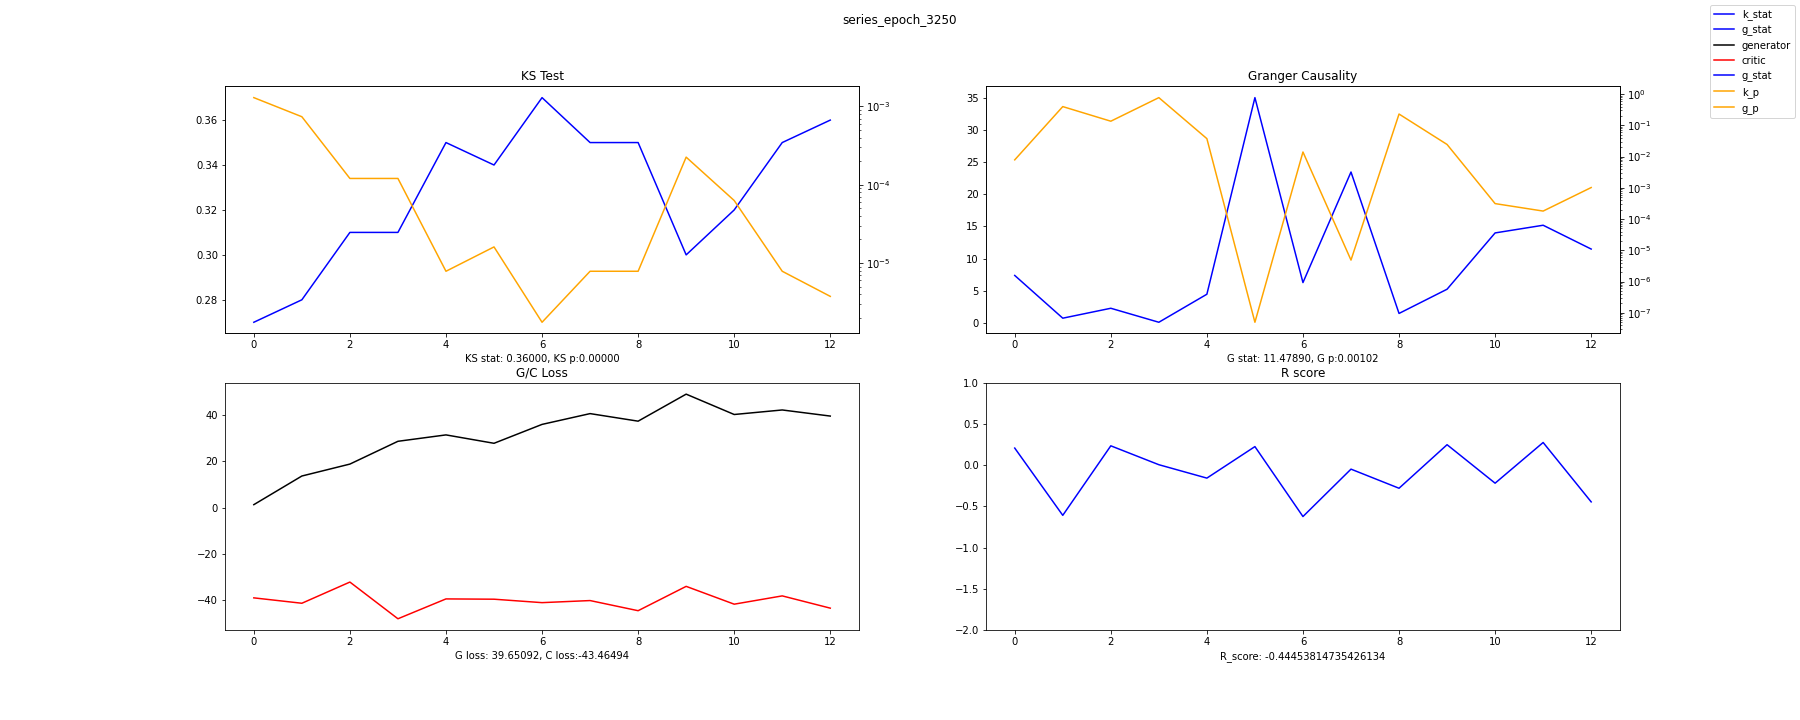 series_epoch_3250
k_stat
g_stat
generator
critic
g_stat
k_p
g_p
KS Test
0.36
0.34
0.32
0.30
0.28
10⁻³
10⁻⁴
10⁻⁵
0 2 4 6 8 10 12
KS stat: 0.36000, KS p:0.00000
Granger Causality
35
30
25
20
15
10
5
0
10⁰
10⁻¹
10⁻²
10⁻³
10⁻⁴
10⁻⁵
10⁻⁶
10⁻⁷
0 2 4 6 8 10 12
G stat: 11.47890, G p:0.00102
G/C Loss
40
20
0
−20
−40
0 2 4 6 8 10 12
G loss: 39.65092, C loss:-43.46494
R score
1.0
0.5
0.0
−0.5
−1.0
−1.5
−2.0
0 2 4 6 8 10 12
R_score: -0.44453814735426134